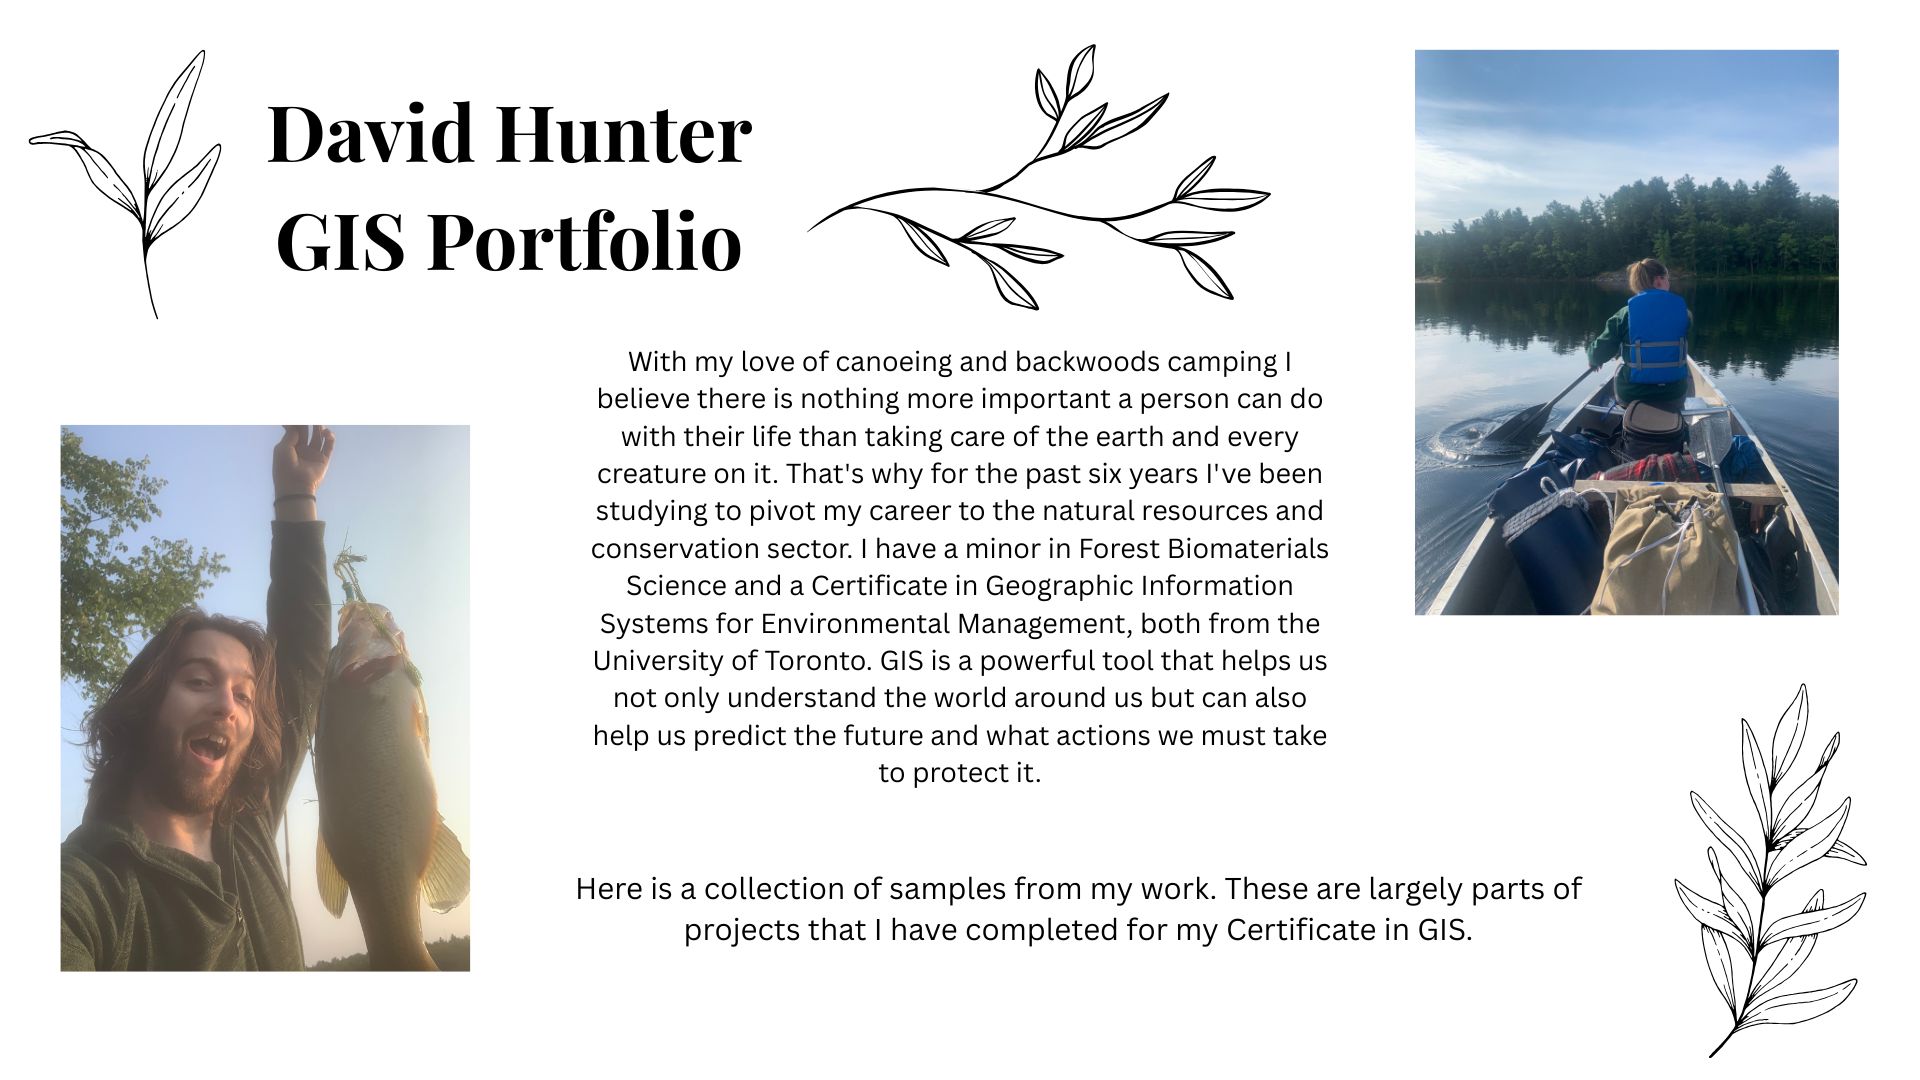 David Hunter
GIS Portfolio
With my love of canoeing and backwoods camping I
believe there is nothing more important a person can do
with their life than taking care of the earth and every
creature on it. That's why for the past six years I've been
studying to pivot my career to the natural resources and
conservation sector. I have a minor in Forest Biomaterials
Science and a Certificate in Geographic Information
Systems for Environmental Management, both from the
University of Toronto. GIS is a powerful tool that helps us
not only understand the world around us but can also
help us predict the future and what actions we must take
to protect it.
Here is a collection of samples from my work. These are largely parts of
projects that I have completed for my Certificate in GIS.